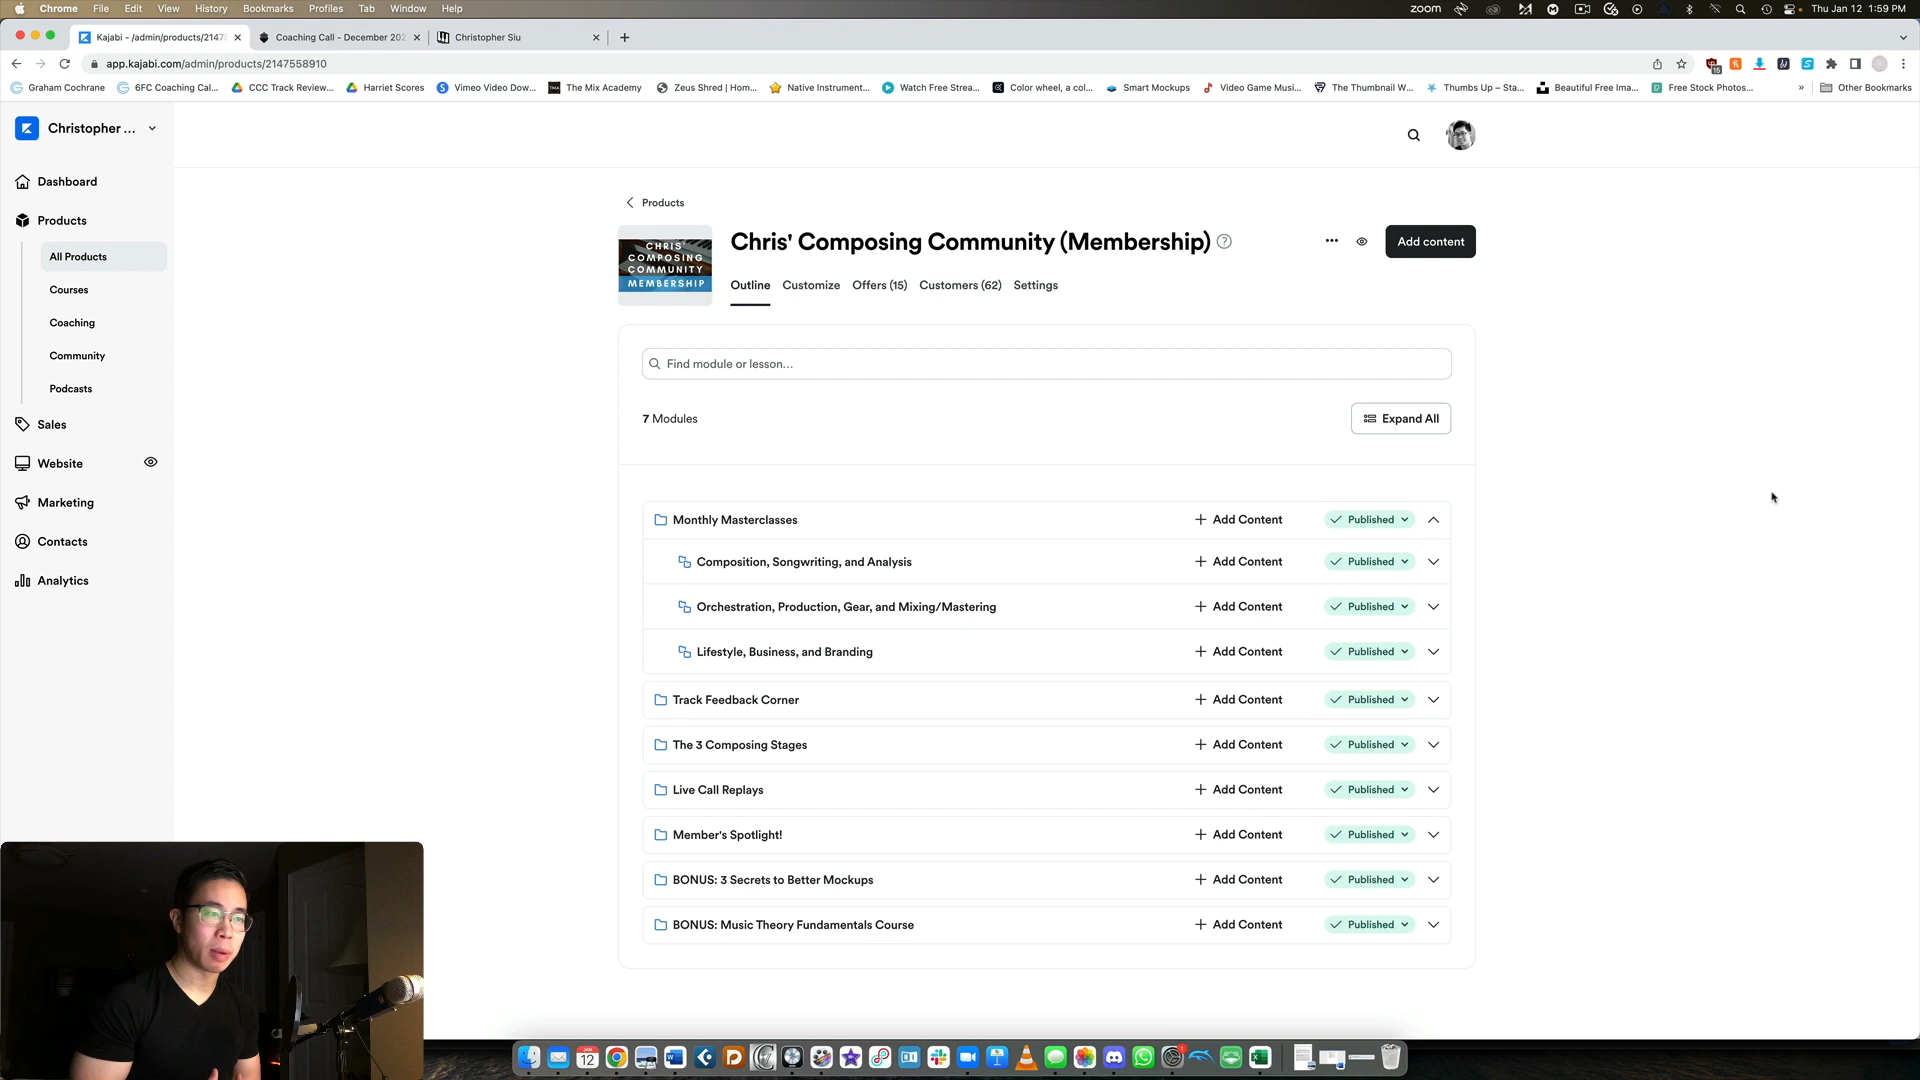 Chrome File Edit View History Bookmarks Profiles Tab Window Help zoom Thu Jan 12 1:59 PM
Kajabi - /admin/products/2147 Coaching Call - December 202 Christopher Siu
app.kajabi.com/admin/products/2147558910
Graham Cochrane 6FC Coaching Cal... CCC Track Review... Harriet Scores Vimeo Video Dow... The Mix Academy Zeus Shred | Hom... Native Instrument... Watch Free Strea... Color wheel, a col... Smart Mockups Video Game Musi... The Thumbnail W... Thumbs Up – Sta... Beautiful Free Ima... Free Stock Photos... » Other Bookmarks
Christopher ...
Dashboard
Products
All Products
Courses
Coaching
Community
Podcasts
Sales
Website
Marketing
Contacts
Analytics
Products
CHRIS'
COMPOSING
COMMUNITY
MEMBERSHIP
Chris' Composing Community (Membership) ?
Add content
Outline Customize Offers (15) Customers (62) Settings
Find module or lesson...
7 Modules Expand All
Monthly Masterclasses + Add Content Published
Composition, Songwriting, and Analysis + Add Content Published
Orchestration, Production, Gear, and Mixing/Mastering + Add Content Published
Lifestyle, Business, and Branding + Add Content Published
Track Feedback Corner + Add Content Published
The 3 Composing Stages + Add Content Published
Live Call Replays + Add Content Published
Member's Spotlight! + Add Content Published
BONUS: 3 Secrets to Better Mockups + Add Content Published
BONUS: Music Theory Fundamentals Course + Add Content Published
JAN
12